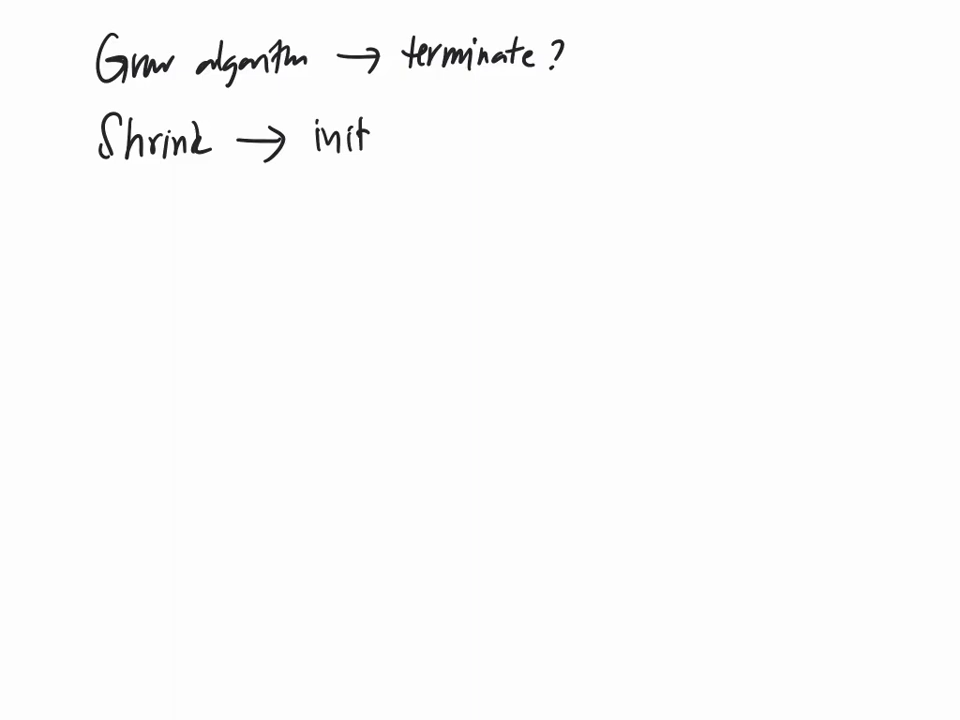 Grow algorithm → terminate?
Shrink → init